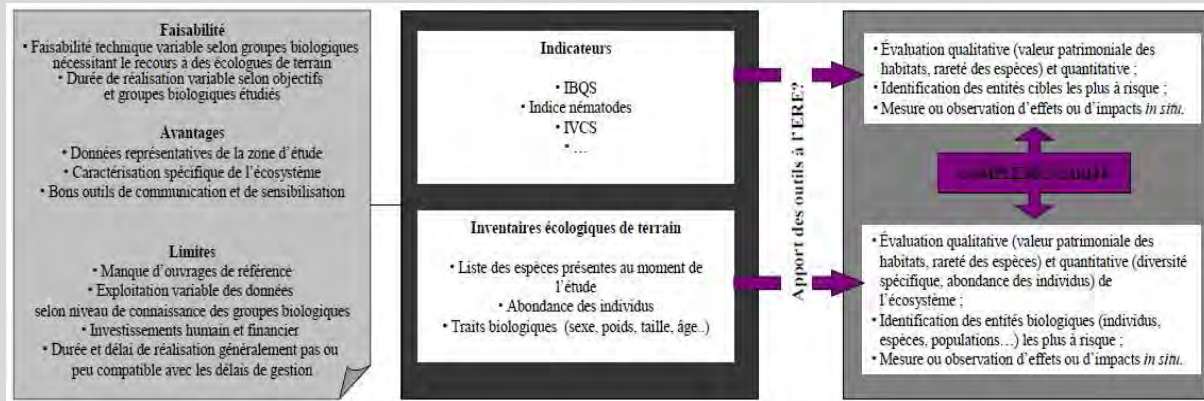 Faisabilité
• Faisabilité technique variable selon groupes biologiques
nécessitant le recours à des écologues de terrain
• Durée de réalisation variable selon objectifs
et groupes biologiques étudiés
Avantages
• Données représentatives de la zone d'étude
• Caractérisation spécifique de l'écosystème
• Bons outils de communication et de sensibilisation
Limites
• Manque d'ouvrages de référence
• Exploitation variable des données
selon niveau de connaissance des groupes biologiques
• Investissements humain et financier
• Durée et délai de réalisation généralement pas ou
peu compatible avec les délais de gestion
Indicateurs
• IBQS
• Indice nématodes
• IVCS
• …
Inventaires écologiques de terrain
• Liste des espèces présentes au moment de
l'étude
• Abondance des individus
• Traits biologiques (sexe, poids, taille, âge..)
Apport des outils à l'ERE?
• Évaluation qualitative (valeur patrimoniale des
habitats, rareté des espèces) et quantitative ;
• Identification des entités cibles les plus à risque ;
• Mesure ou observation d'effets ou d'impacts in situ.
COMPLEMENTARITE
• Évaluation qualitative (valeur patrimoniale des
habitats, rareté des espèces) et quantitative (diversité
spécifique, abondance des individus) de
l'écosystème ;
• Identification des entités biologiques (individus,
espèces, populations…) les plus à risque ;
• Mesure ou observation d'effets ou d'impacts in situ.